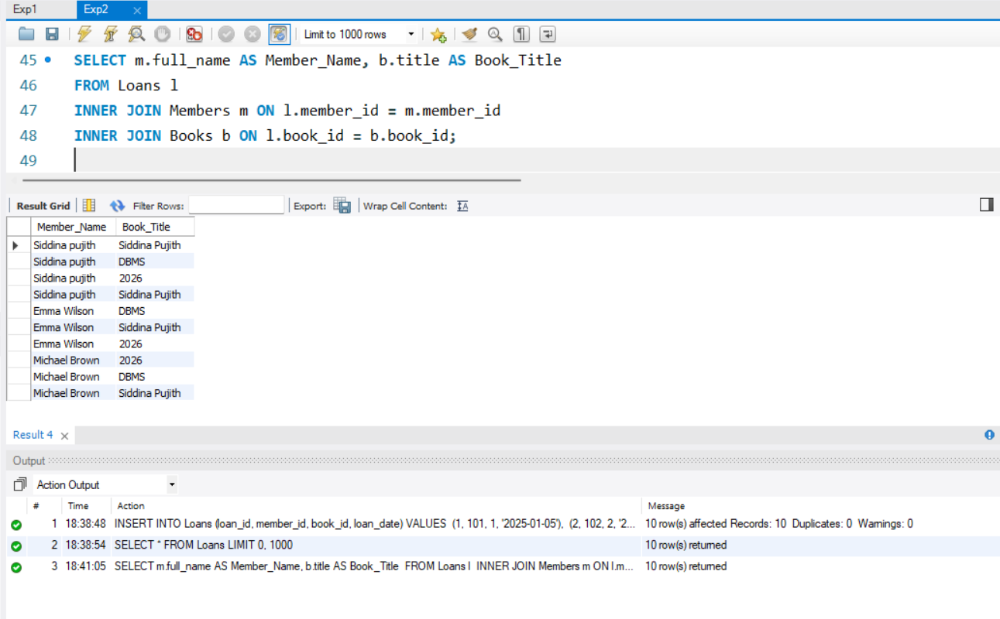 Exp1 Exp2
Limit to 1000 rows
45 SELECT m.full_name AS Member_Name, b.title AS Book_Title
46 FROM Loans l
47 INNER JOIN Members m ON l.member_id = m.member_id
48 INNER JOIN Books b ON l.book_id = b.book_id;
49
Result Grid Filter Rows: Export: Wrap Cell Content:
Member_Name Book_Title
Siddina pujith Siddina Pujith
Siddina pujith DBMS
Siddina pujith 2026
Siddina pujith Siddina Pujith
Emma Wilson DBMS
Emma Wilson Siddina Pujith
Emma Wilson 2026
Michael Brown 2026
Michael Brown DBMS
Michael Brown Siddina Pujith
Result 4
Output
Action Output
# Time Action Message
1 18:38:48 INSERT INTO Loans (loan_id, member_id, book_id, loan_date) VALUES (1, 101, 1, '2025-01-05'), (2, 102, 2, '2... 10 row(s) affected Records: 10 Duplicates: 0 Warnings: 0
2 18:38:54 SELECT * FROM Loans LIMIT 0, 1000 10 row(s) returned
3 18:41:05 SELECT m.full_name AS Member_Name, b.title AS Book_Title FROM Loans l INNER JOIN Members m ON l.m... 10 row(s) returned